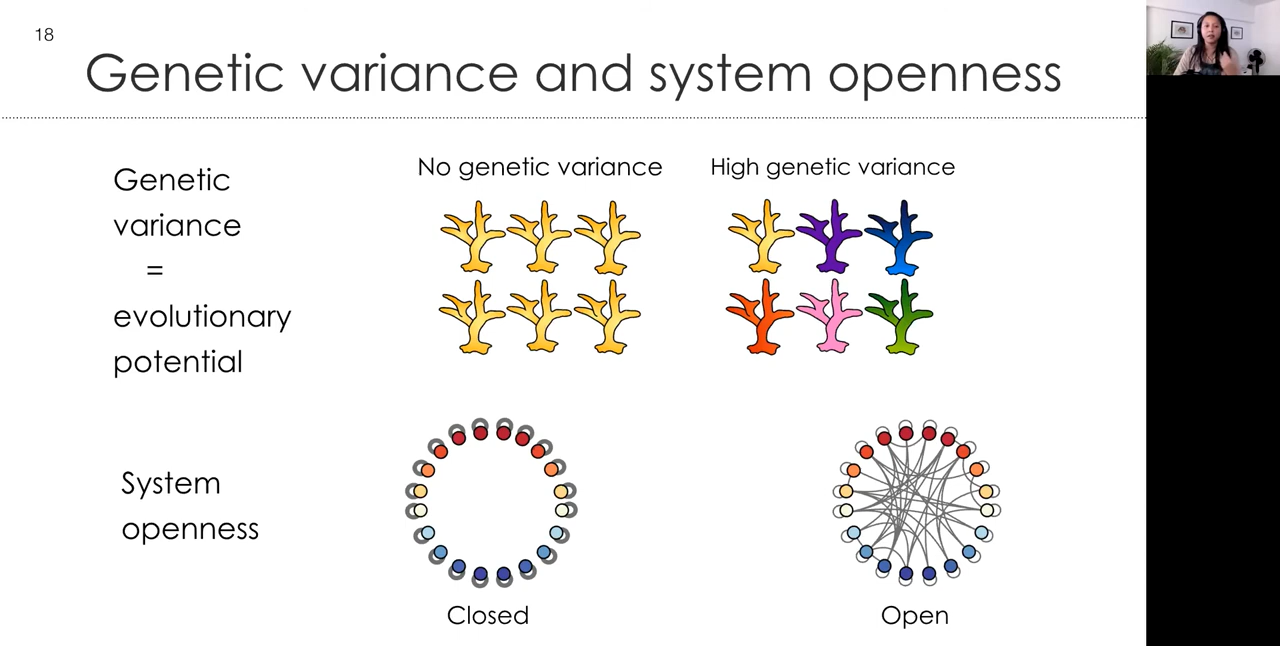 18
Genetic variance and system openness
Genetic
variance
=
evolutionary
potential
No genetic variance
High genetic variance
System
openness
Closed
Open